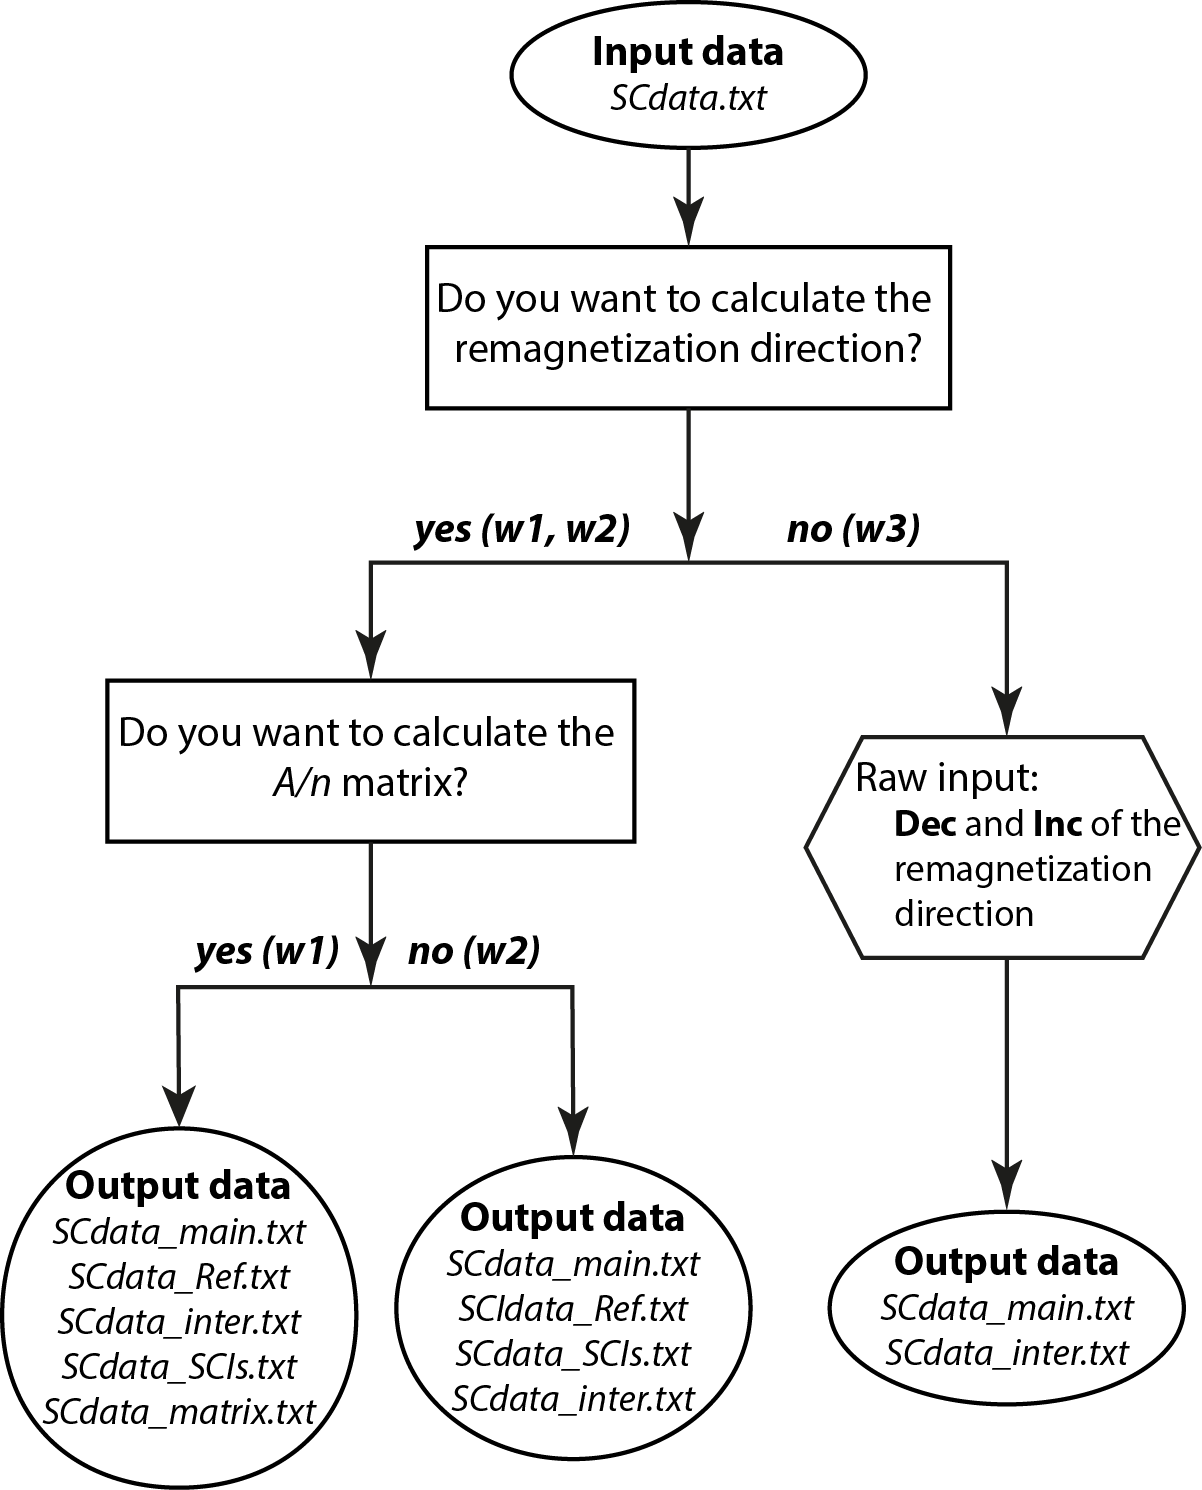 Input data
SCdata.txt
Do you want to calculate the
remagnetization direction?
yes (w1, w2)
no (w3)
Do you want to calculate the
A/n matrix?
Raw input:
Dec and Inc of the
remagnetization
direction
yes (w1)
no (w2)
Output data
SCdata_main.txt
SCdata_Ref.txt
SCdata_inter.txt
SCdata_SCIs.txt
SCdata_matrix.txt
Output data
SCdata_main.txt
SCIdata_Ref.txt
SCdata_SCIs.txt
SCdata_inter.txt
Output data
SCdata_main.txt
SCdata_inter.txt